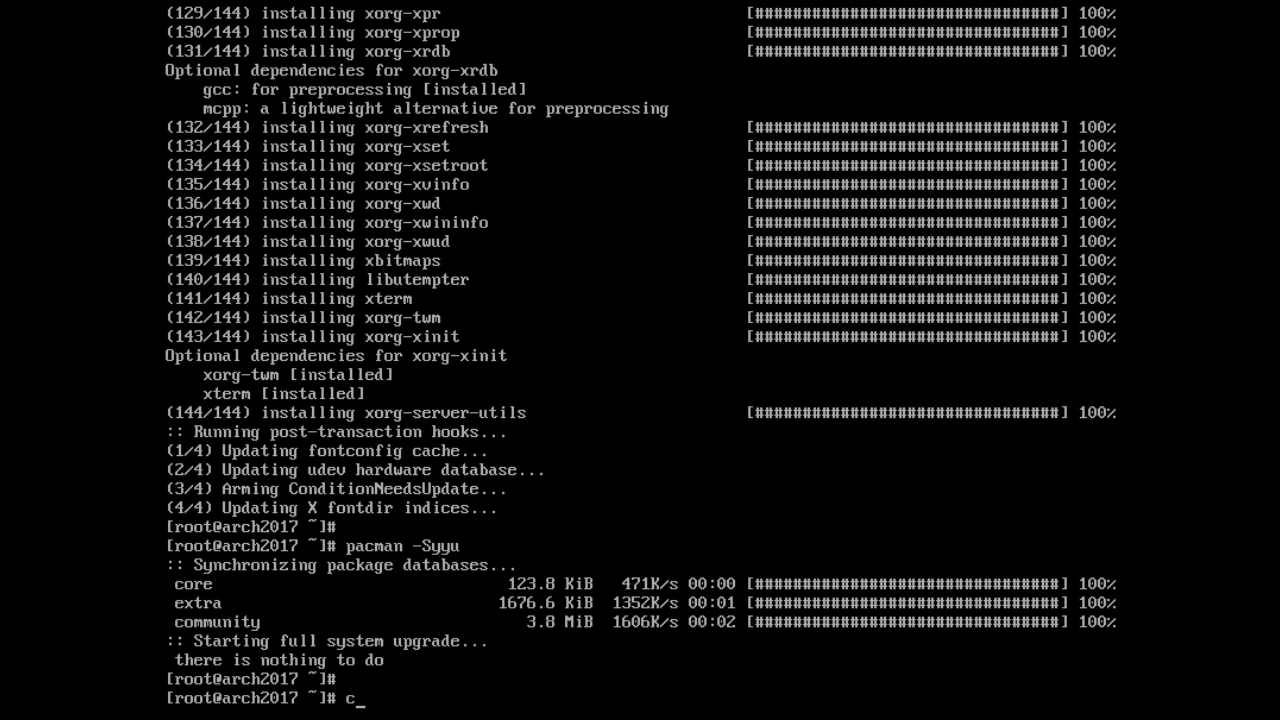 (129/144) installing xorg-xpr [################################] 100%
(130/144) installing xorg-xprop [################################] 100%
(131/144) installing xorg-xrdb [################################] 100%
Optional dependencies for xorg-xrdb
    gcc: for preprocessing [installed]
    mcpp: a lightweight alternative for preprocessing
(132/144) installing xorg-xrefresh [################################] 100%
(133/144) installing xorg-xset [################################] 100%
(134/144) installing xorg-xsetroot [################################] 100%
(135/144) installing xorg-xvinfo [################################] 100%
(136/144) installing xorg-xwd [################################] 100%
(137/144) installing xorg-xwininfo [################################] 100%
(138/144) installing xorg-xwud [################################] 100%
(139/144) installing xbitmaps [################################] 100%
(140/144) installing libutempter [################################] 100%
(141/144) installing xterm [################################] 100%
(142/144) installing xorg-twm [################################] 100%
(143/144) installing xorg-xinit [################################] 100%
Optional dependencies for xorg-xinit
    xorg-twm [installed]
    xterm [installed]
(144/144) installing xorg-server-utils [################################] 100%
:: Running post-transaction hooks...
(1/4) Updating fontconfig cache...
(2/4) Updating udev hardware database...
(3/4) Arming ConditionNeedsUpdate...
(4/4) Updating X fontdir indices...
[root@arch2017 ~]#
[root@arch2017 ~]# pacman -Syyu
:: Synchronizing package databases...
 core 123.8 KiB 471K/s 00:00 [################################] 100%
 extra 1676.6 KiB 1352K/s 00:01 [################################] 100%
 community 3.8 MiB 1606K/s 00:02 [################################] 100%
:: Starting full system upgrade...
 there is nothing to do
[root@arch2017 ~]#
[root@arch2017 ~]# c_